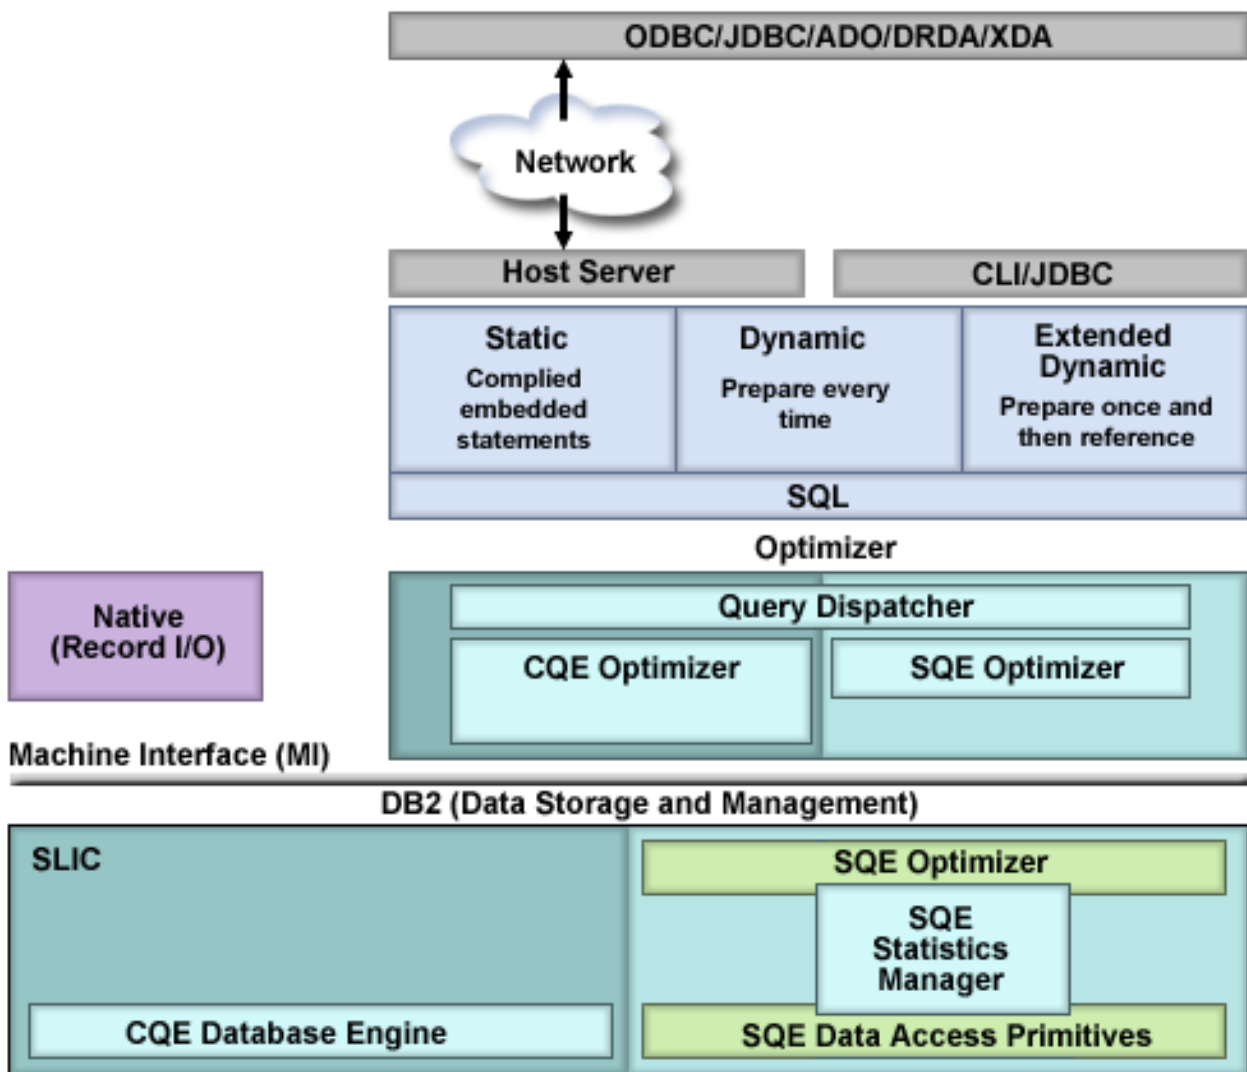 ODBC/JDBC/ADO/DRDA/XDA
Network
Host Server
CLI/JDBC
Static
Complied
embedded
statements
Dynamic
Prepare every
time
Extended
Dynamic
Prepare once and
then reference
SQL
Optimizer
Native
(Record I/O)
Query Dispatcher
CQE Optimizer
SQE Optimizer
Machine Interface (MI)
DB2 (Data Storage and Management)
SLIC
SQE Optimizer
SQE
Statistics
Manager
CQE Database Engine
SQE Data Access Primitives